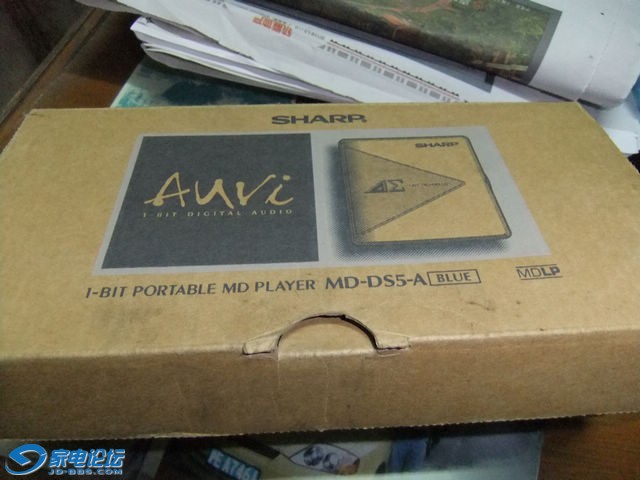 SHARP
Auvi
1-BIT DIGITAL AUDIO
SHARP
ΔΣ
1-BIT PORTABLE MD PLAYER MD-DS5-A BLUE
MDLP
家电论坛
JD-BBS.COM